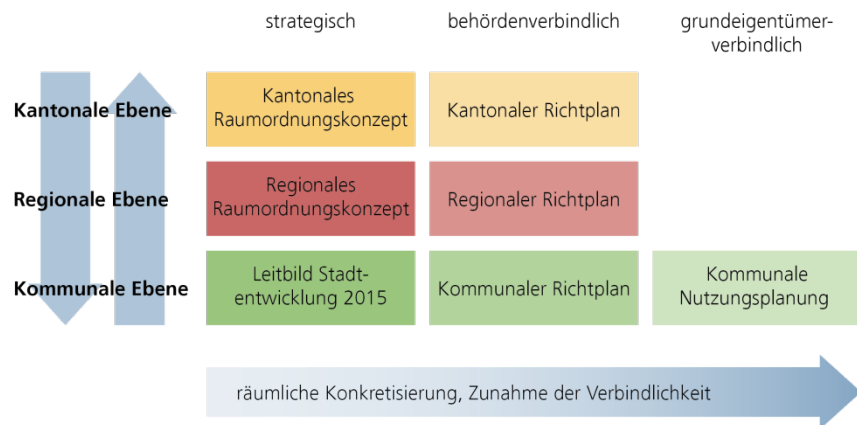 strategisch
behördenverbindlich
grundeigentümer-
verbindlich
Kantonale Ebene
Kantonales
Raumordnungskonzept
Kantonaler Richtplan
Regionale Ebene
Regionales
Raumordnungskonzept
Regionaler Richtplan
Kommunale Ebene
Leitbild Stadt-
entwicklung 2015
Kommunaler Richtplan
Kommunale
Nutzungsplanung
räumliche Konkretisierung, Zunahme der Verbindlichkeit